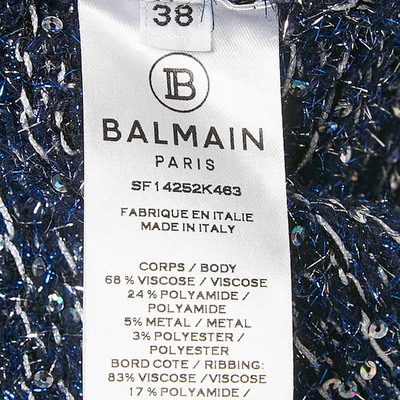 38
B
BALMAIN
PARIS
SF14252K463
FABRIQUE EN ITALIE
MADE IN ITALY
CORPS / BODY
68 % VISCOSE / VISCOSE
24 % POLYAMIDE /
POLYAMIDE
5% METAL / METAL
3% POLYESTER /
POLYESTER
BORD COTE / RIBBING:
83% VISCOSE / VISCOSE
17 % POLYAMIDE /